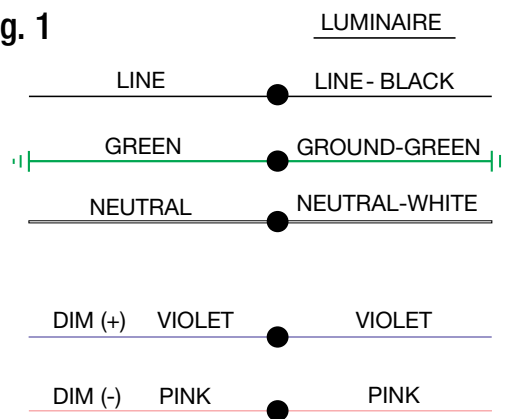 g. 1
LUMINAIRE
LINE LINE- BLACK
GREEN GROUND-GREEN
NEUTRAL NEUTRAL-WHITE
DIM (+) VIOLET VIOLET
DIM (-) PINK PINK